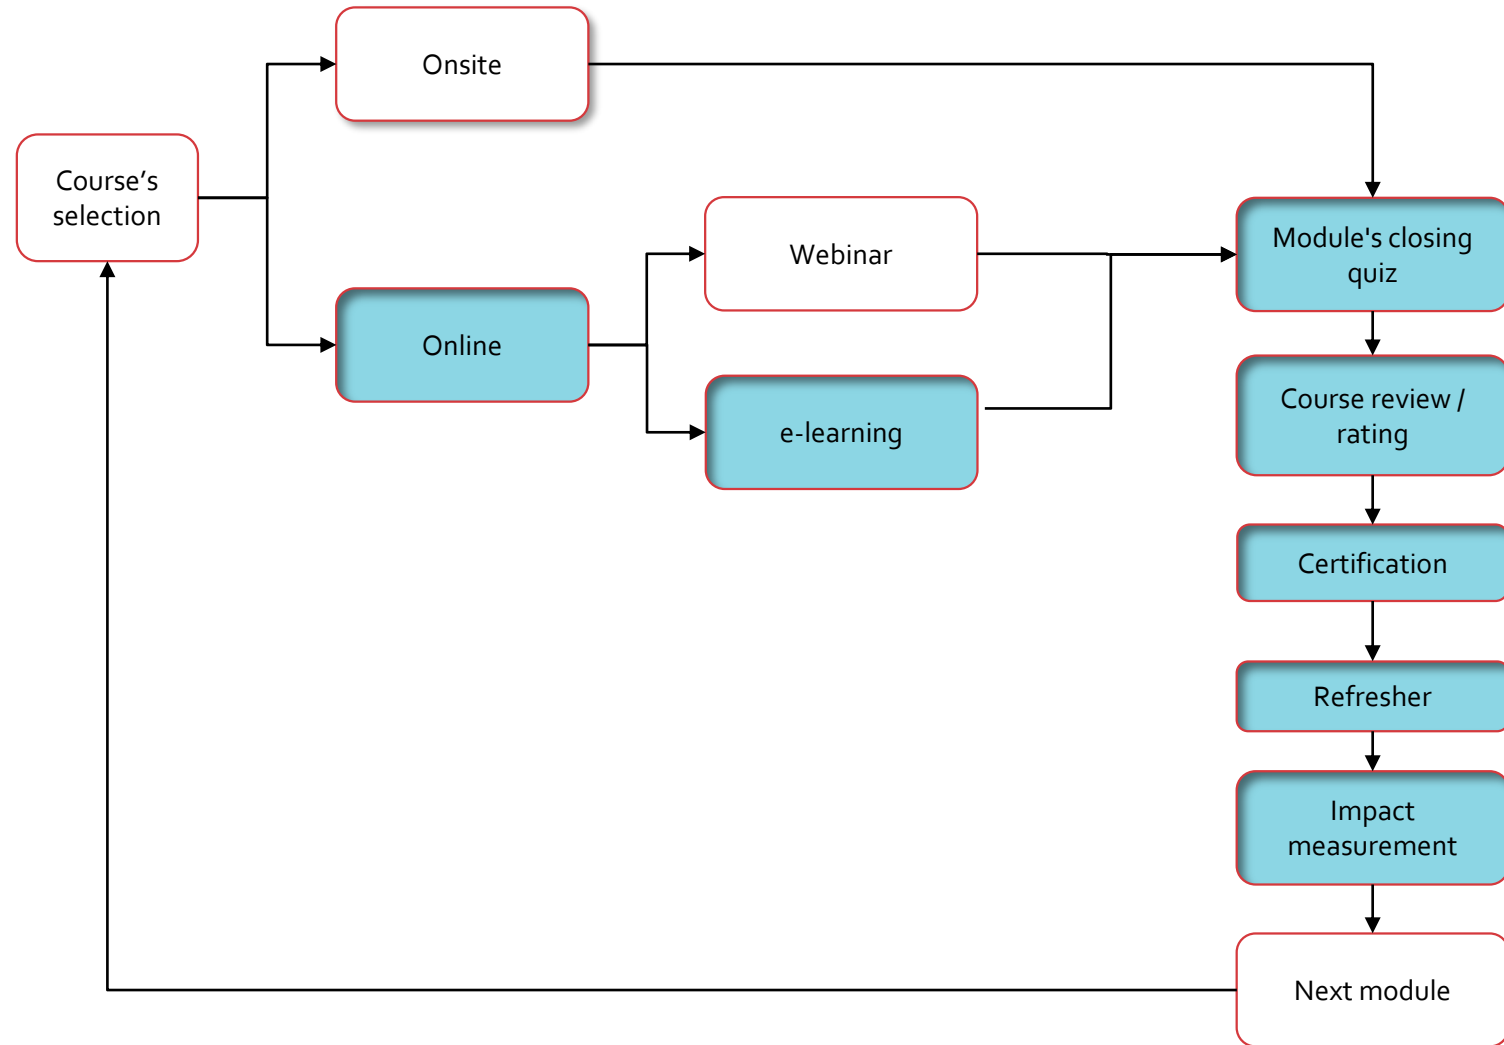 Onsite
Course’s
selection
Webinar
Module's closing
quiz
Online
Course review /
rating
e-learning
Certification
Refresher
Impact
measurement
Next module